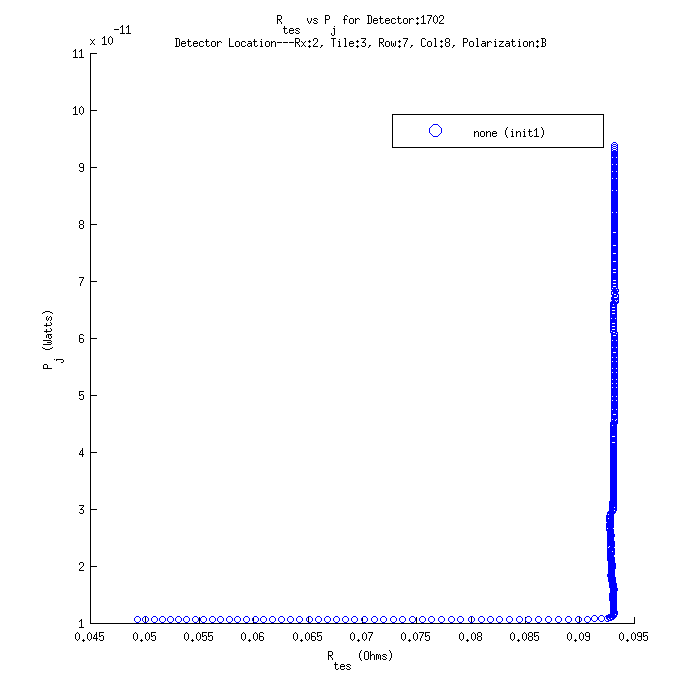 R_tes vs P_j for Detector:1702
Detector Location---Rx:2, Tile:3, Row:7, Col:8, Polarization:B
x 10^-11
none (init1)
11
10
9
8
7
6
5
4
3
2
1
P_j (Watts)
0.045 0.05 0.055 0.06 0.065 0.07 0.075 0.08 0.085 0.09 0.095
R_tes (Ohms)